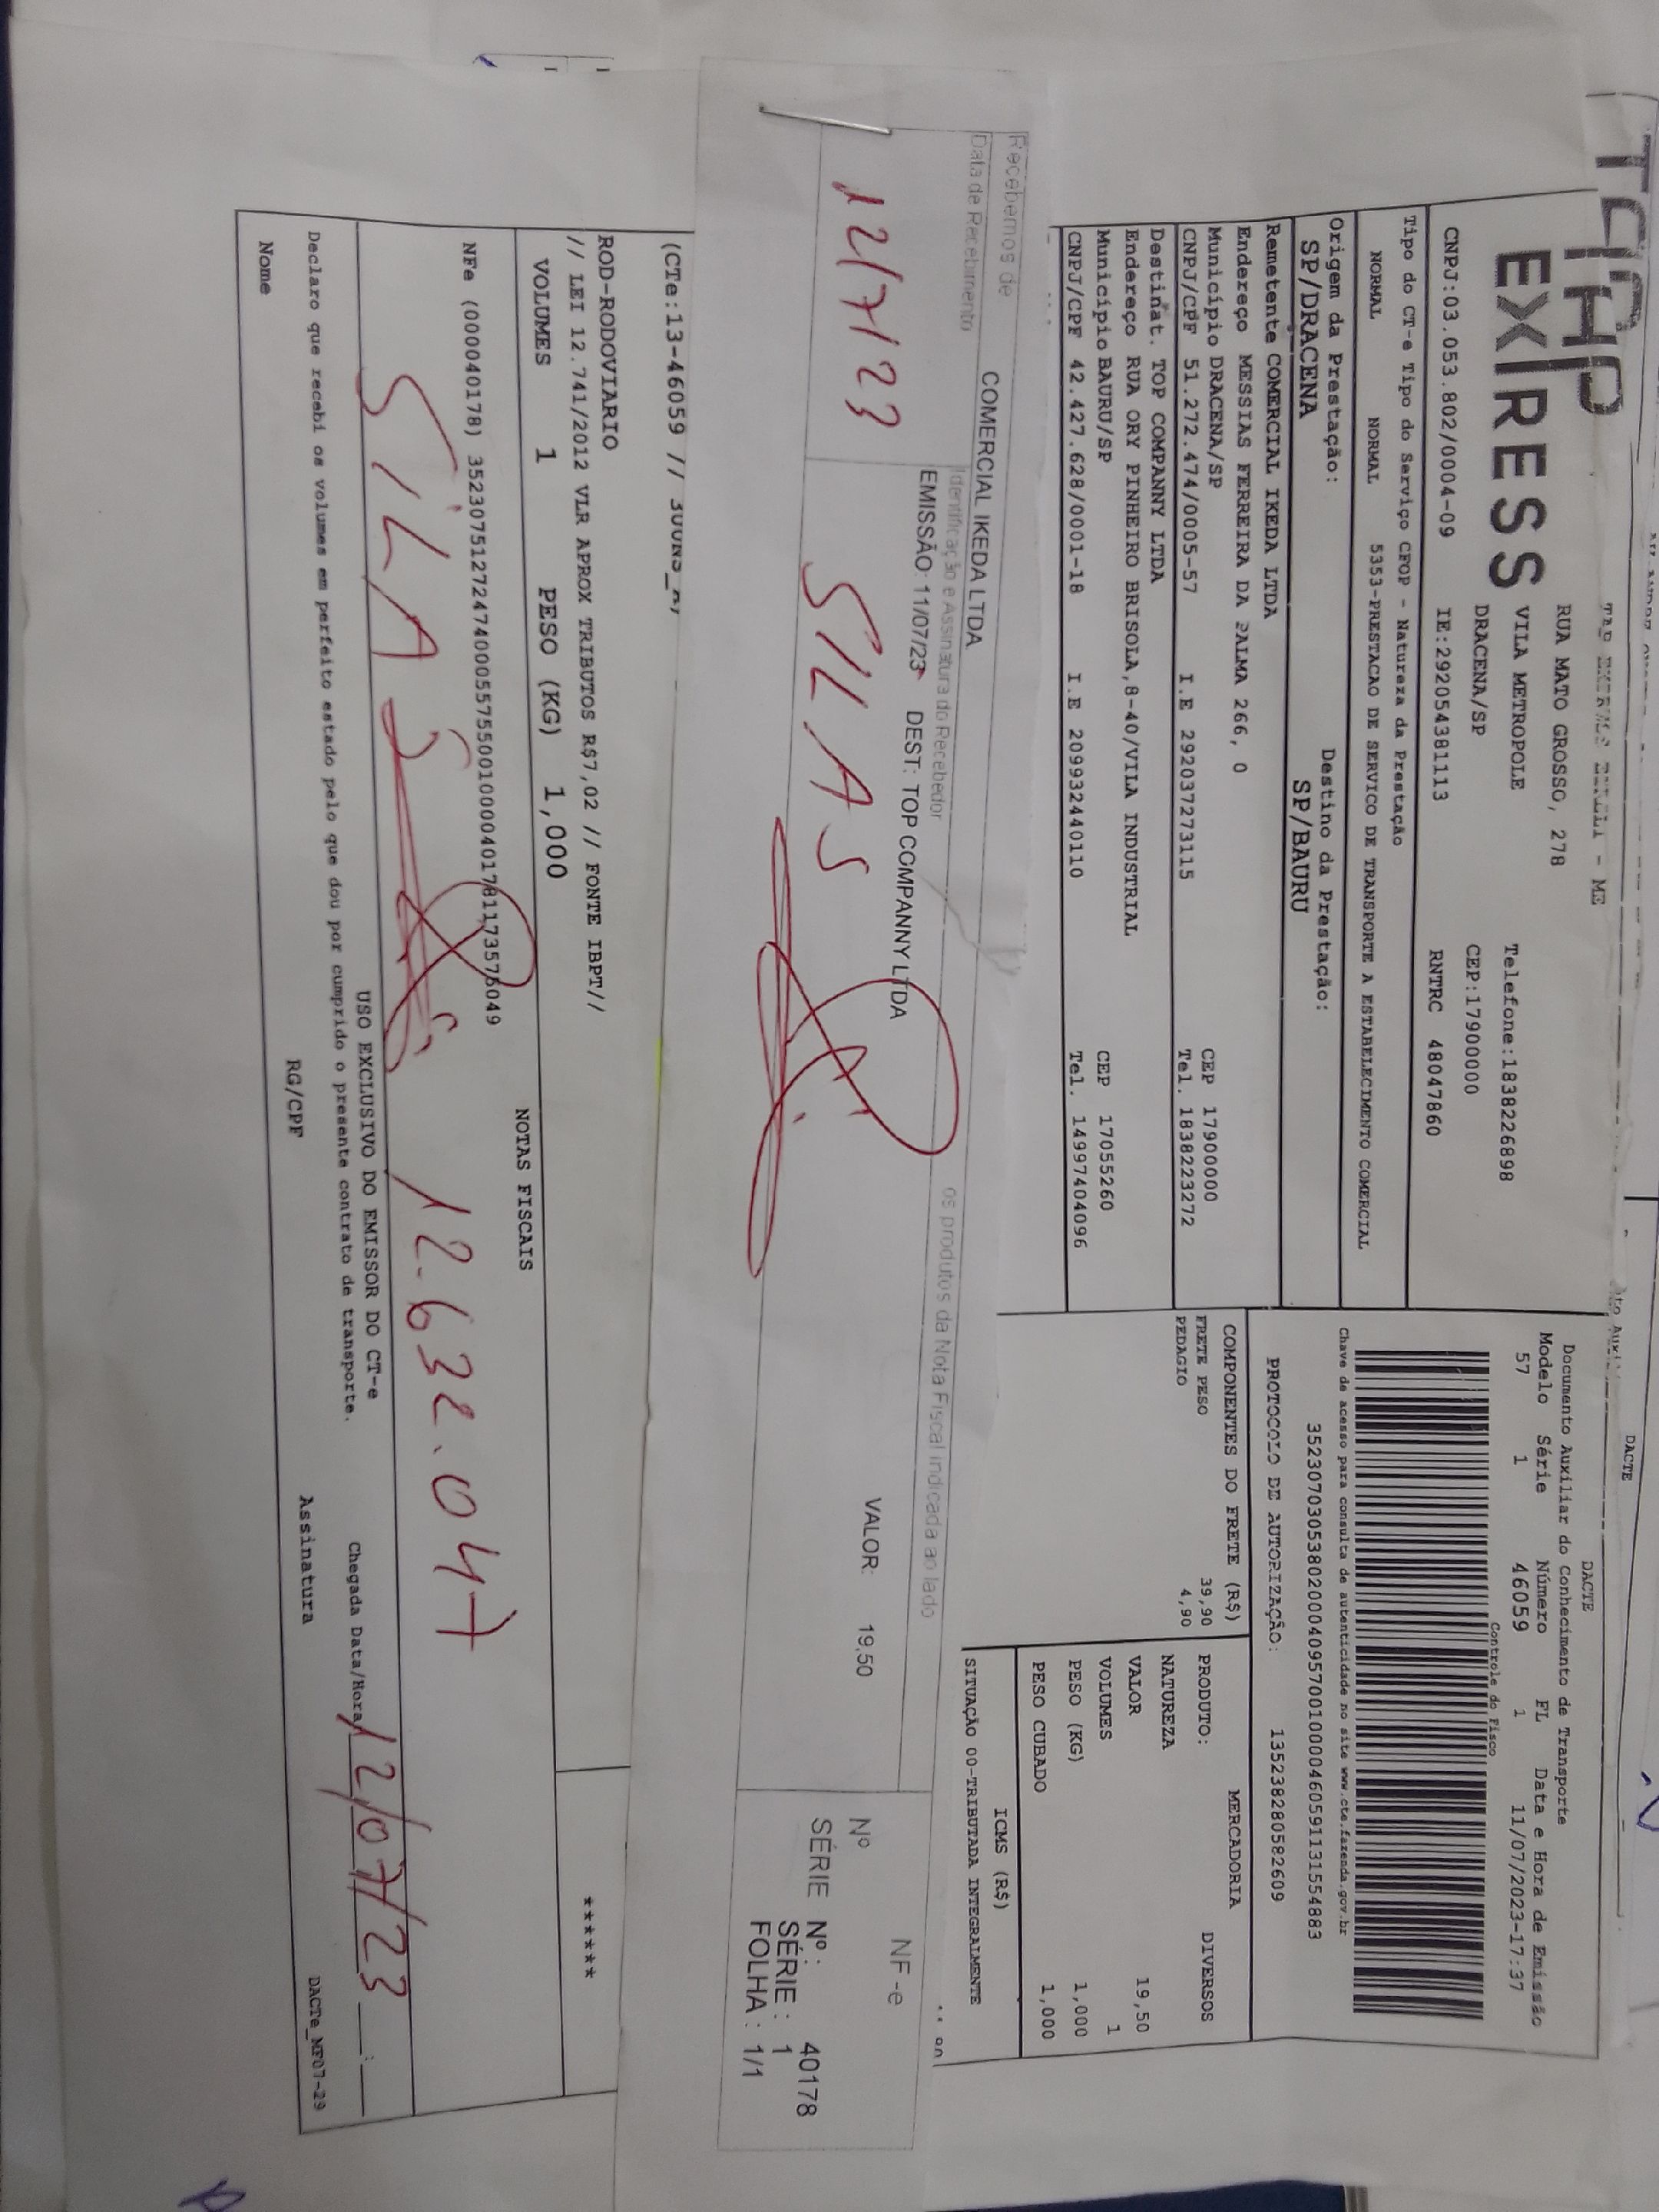 DACTE
TAP
EXPRESS
RUA MATO GROSSO, 278
VILA METROPOLE
DRACENA/SP
Telefone:1838226898
CEP:17900000
CNPJ:03.053.802/0004-09 IE:292054381113 RNTRC 48047860
Tipo do CT-e Tipo do Serviço CFOP - Natureza da Prestação
NORMAL NORMAL 5353-PRESTACAO DE SERVICO DE TRANSPORTE A ESTABELECIMENTO COMERCIAL
Origem da Prestação: Destino da Prestação:
SP/DRACENA SP/BAURU
Remetente COMERCIAL IKEDA LTDA
Endereço MESSIAS FERREIRA DA PALMA 266, 0
Município DRACENA/SP CEP 17900000
CNPJ/CPF 51.272.474/0005-57 I.E 292037273115 Tel. 1838223272
Destinat. TOP COMPANNY LTDA
Endereço RUA ORY PINHEIRO BRISOLA,8-40/VILA INDUSTRIAL
Município BAURU/SP CEP 17055260
CNPJ/CPF 42.427.628/0001-18 I.E 209932440110 Tel. 14997404096
DACTE
Documento Auxiliar do Conhecimento de Transporte
Modelo Série Número FL Data e Hora de Emissão
57 1 46059 1 11/07/2023-17:37
Controle do Fisco
Chave de acesso para consulta de autenticidade no site www.cte.fazenda.gov.br
35230703053802000409570010000460591131554883
PROTOCOLO DE AUTORIZAÇÃO: 135238280582609
COMPONENTES DO FRETE (R$)
FRETE PESO 39,90
PEDAGIO 4,90
MERCADORIA
PRODUTO: DIVERSOS
NATUREZA
VALOR 19,50
VOLUMES 1
PESO (KG) 1,000
PESO CUBADO 1,000
ICMS (R$)
SITUAÇÃO 00-TRIBUTADA INTEGRALMENTE
Recebemos de COMERCIAL IKEDA LTDA os produtos da Nota Fiscal indicada ao lado
Data de Recebimento Identificação e Assinatura do Recebedor
EMISSÃO: 11/07/23 DEST: TOP COMPANNY LTDA VALOR: 19,50
12/7/23 SILAS
NF-e
Nº
SÉRIE Nº: 40178
SÉRIE: 1
FOLHA: 1/1
(CTe:13-46059 //
ROD-RODOVIARIO
// LEI 12.741/2012 VLR APROX TRIBUTOS R$7,02 // FONTE IBPT//
******
VOLUMES 1 PESO (KG) 1,000
NOTAS FISCAIS
NFe (000040178) 35230751272474000557550010000401781173575049
SILAS 12.632.047
USO EXCLUSIVO DO EMISSOR DO CT-e
Declaro que recebi os volumes em perfeito estado pelo que dou por cumprido o presente contrato de transporte.
Chegada Data/Hora 12/07/23
Nome RG/CPF Assinatura
DACTe_NF07-29